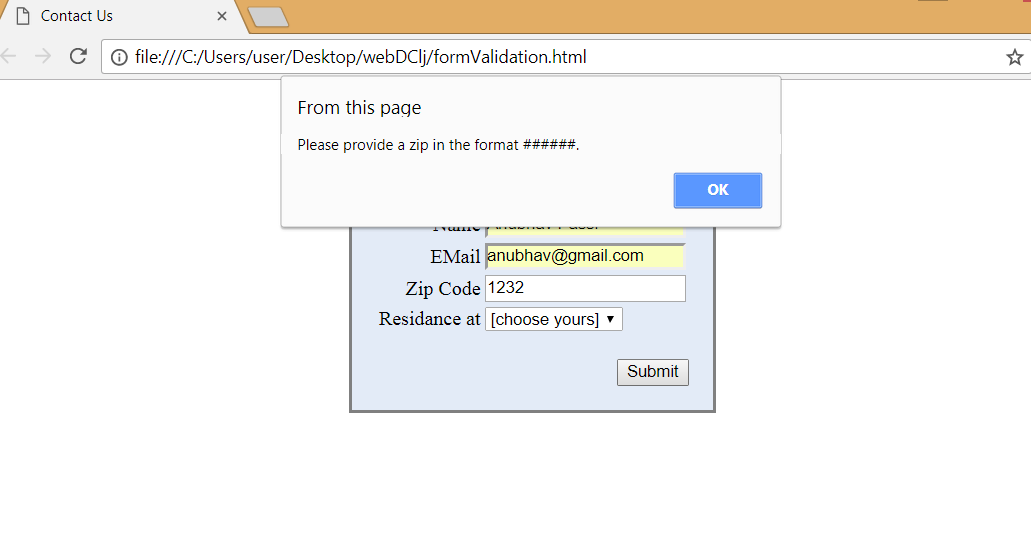 Contact Us
file:///C:/Users/user/Desktop/webDClj/formValidation.html
From this page
Please provide a zip in the format ######.
OK
Name
EMail anubhav@gmail.com
Zip Code 1232
Residance at [choose yours]
Submit